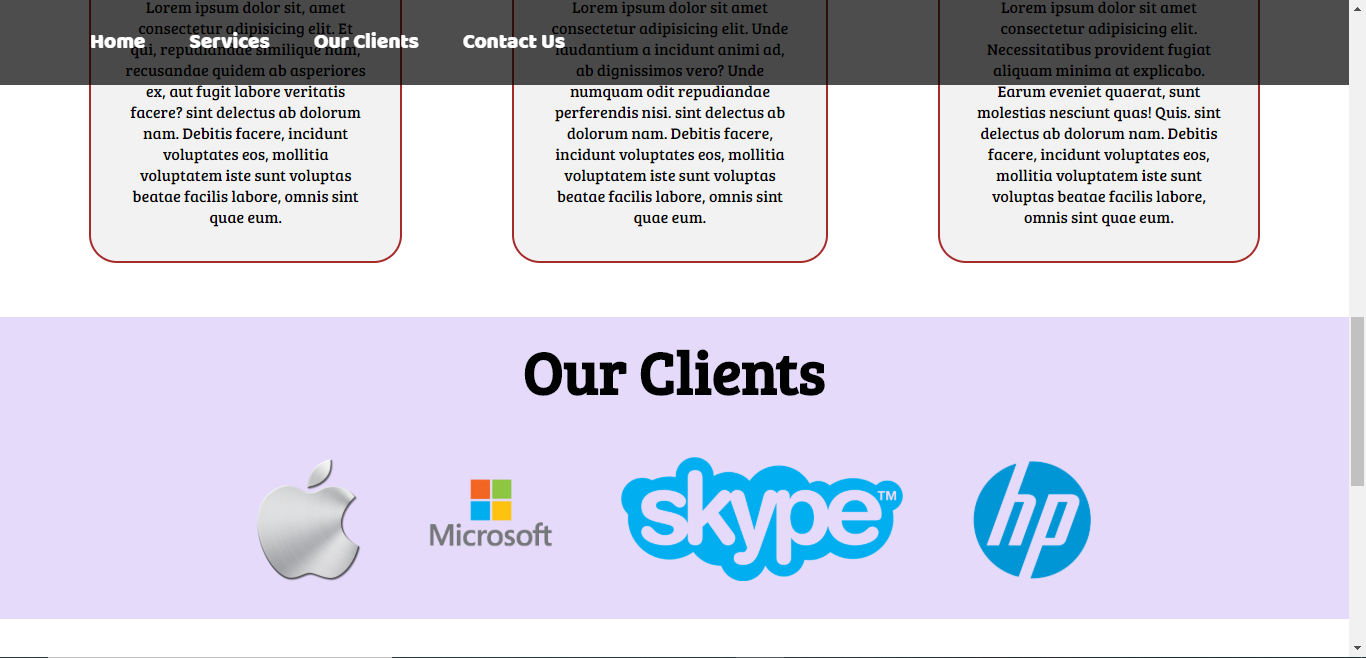 Home Services Our Clients Contact Us
Lorem ipsum dolor sit, amet
consectetur adipisicing elit. Et
qui, repudiandae similique nam,
recusandae quidem ab asperiores
ex, aut fugit labore veritatis
facere? sint delectus ab dolorum
nam. Debitis facere, incidunt
voluptates eos, mollitia
voluptatem iste sunt voluptas
beatae facilis labore, omnis sint
quae eum.
Lorem ipsum dolor sit amet
consectetur adipisicing elit. Unde
laudantium a incidunt animi ad,
ab dignissimos vero? Unde
numquam odit repudiandae
perferendis nisi. sint delectus ab
dolorum nam. Debitis facere,
incidunt voluptates eos, mollitia
voluptatem iste sunt voluptas
beatae facilis labore, omnis sint
quae eum.
Lorem ipsum dolor sit amet
consectetur adipisicing elit.
Necessitatibus provident fugiat
aliquam minima at explicabo.
Earum eveniet quaerat, sunt
molestias nesciunt quas! Quis. sint
delectus ab dolorum nam. Debitis
facere, incidunt voluptates eos,
mollitia voluptatem iste sunt
voluptas beatae facilis labore,
omnis sint quae eum.
Our Clients
Microsoft
skype™
hp